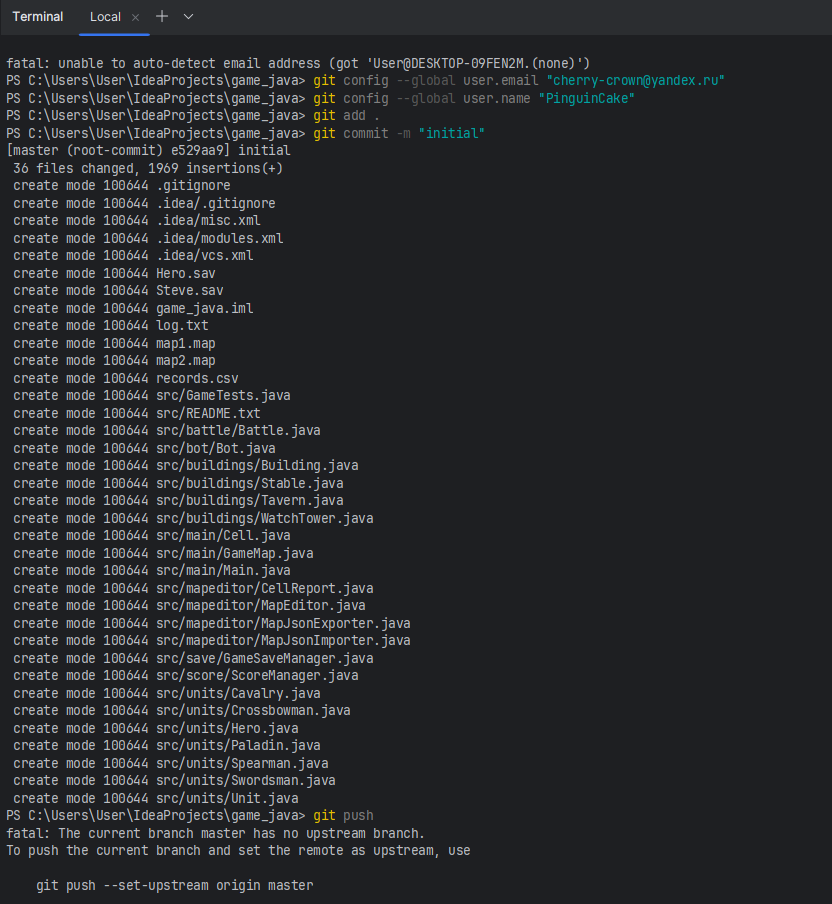 Terminal Local × + ∨
fatal: unable to auto-detect email address (got 'User@DESKTOP-09FEN2M.(none)')
PS C:\Users\User\IdeaProjects\game_java> git config --global user.email "cherry-crown@yandex.ru"
PS C:\Users\User\IdeaProjects\game_java> git config --global user.name "PinguinCake"
PS C:\Users\User\IdeaProjects\game_java> git add .
PS C:\Users\User\IdeaProjects\game_java> git commit -m "initial"
[master (root-commit) e529aa9] initial
 36 files changed, 1969 insertions(+)
 create mode 100644 .gitignore
 create mode 100644 .idea/.gitignore
 create mode 100644 .idea/misc.xml
 create mode 100644 .idea/modules.xml
 create mode 100644 .idea/vcs.xml
 create mode 100644 Hero.sav
 create mode 100644 Steve.sav
 create mode 100644 game_java.iml
 create mode 100644 log.txt
 create mode 100644 map1.map
 create mode 100644 map2.map
 create mode 100644 records.csv
 create mode 100644 src/GameTests.java
 create mode 100644 src/README.txt
 create mode 100644 src/battle/Battle.java
 create mode 100644 src/bot/Bot.java
 create mode 100644 src/buildings/Building.java
 create mode 100644 src/buildings/Stable.java
 create mode 100644 src/buildings/Tavern.java
 create mode 100644 src/buildings/WatchTower.java
 create mode 100644 src/main/Cell.java
 create mode 100644 src/main/GameMap.java
 create mode 100644 src/main/Main.java
 create mode 100644 src/mapeditor/CellReport.java
 create mode 100644 src/mapeditor/MapEditor.java
 create mode 100644 src/mapeditor/MapJsonExporter.java
 create mode 100644 src/mapeditor/MapJsonImporter.java
 create mode 100644 src/save/GameSaveManager.java
 create mode 100644 src/score/ScoreManager.java
 create mode 100644 src/units/Cavalry.java
 create mode 100644 src/units/Crossbowman.java
 create mode 100644 src/units/Hero.java
 create mode 100644 src/units/Paladin.java
 create mode 100644 src/units/Spearman.java
 create mode 100644 src/units/Swordsman.java
 create mode 100644 src/units/Unit.java
PS C:\Users\User\IdeaProjects\game_java> git push
fatal: The current branch master has no upstream branch.
To push the current branch and set the remote as upstream, use
    git push --set-upstream origin master